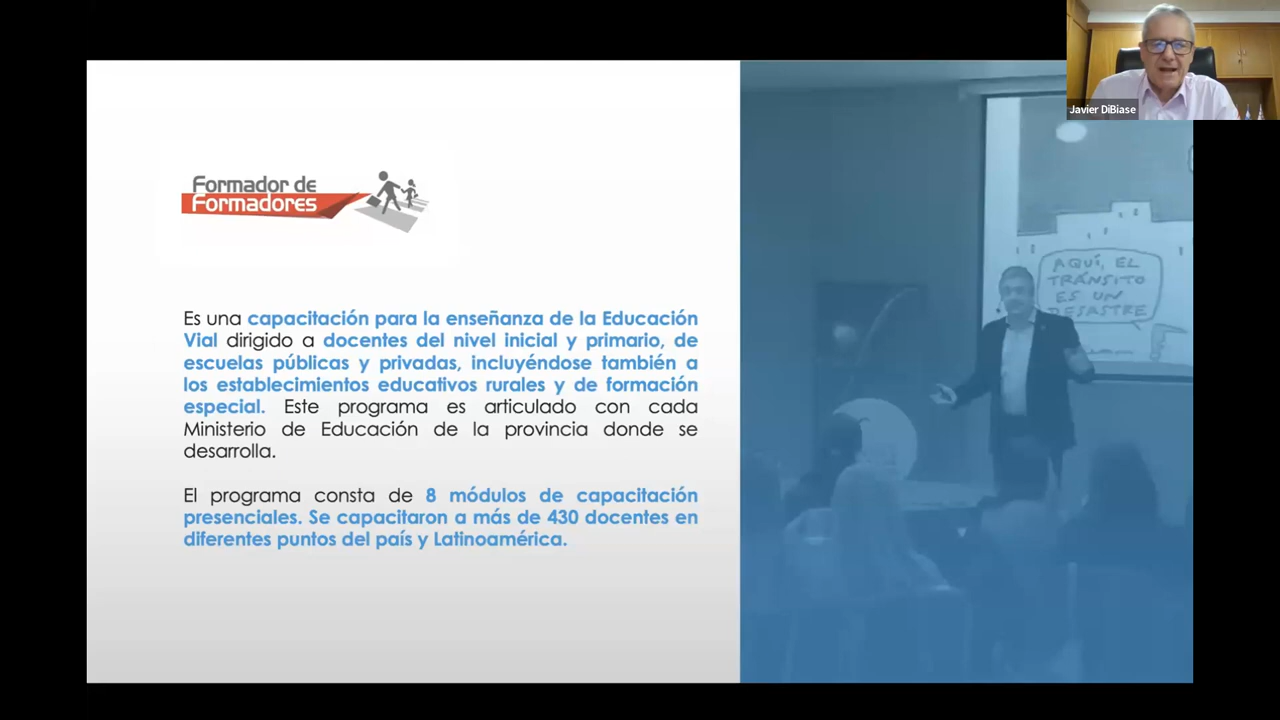 Javier DiBiase
Formador de
Formadores
AQUÍ, EL
TRÁNSITO
ES UN
DESASTRE
Es una capacitación para la enseñanza de la Educación
Vial dirigido a docentes del nivel inicial y primario, de
escuelas públicas y privadas, incluyéndose también a
los establecimientos educativos rurales y de formación
especial. Este programa es articulado con cada
Ministerio de Educación de la provincia donde se
desarrolla.
El programa consta de 8 módulos de capacitación
presenciales. Se capacitaron a más de 430 docentes en
diferentes puntos del país y Latinoamérica.